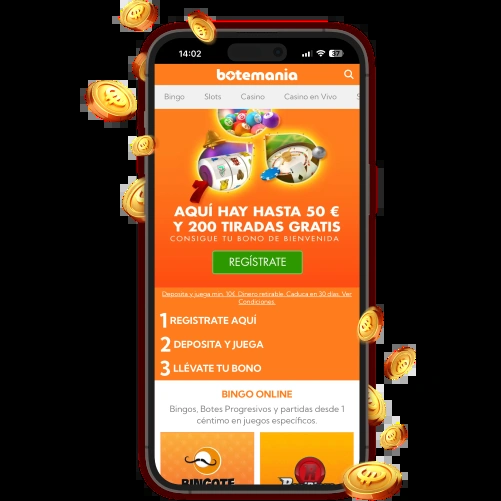 14:02
37
botemania
Bingo Slots Casino Casino en Vivo S
AQUÍ HAY HASTA 50 €
Y 200 TIRADAS GRATIS
CONSIGUE TU BONO DE BIENVENIDA
REGÍSTRATE
Deposita y juega min. 10€. Dinero retirable. Caduca en 30 días. Ver
Condiciones.
1 REGISTRATE AQUÍ
2 DEPOSITA Y JUEGA
3 LLÉVATE TU BONO
BINGO ONLINE
Bingos, Botes Progresivos y partidas desde 1
céntimo en juegos específicos.
BINGOTE